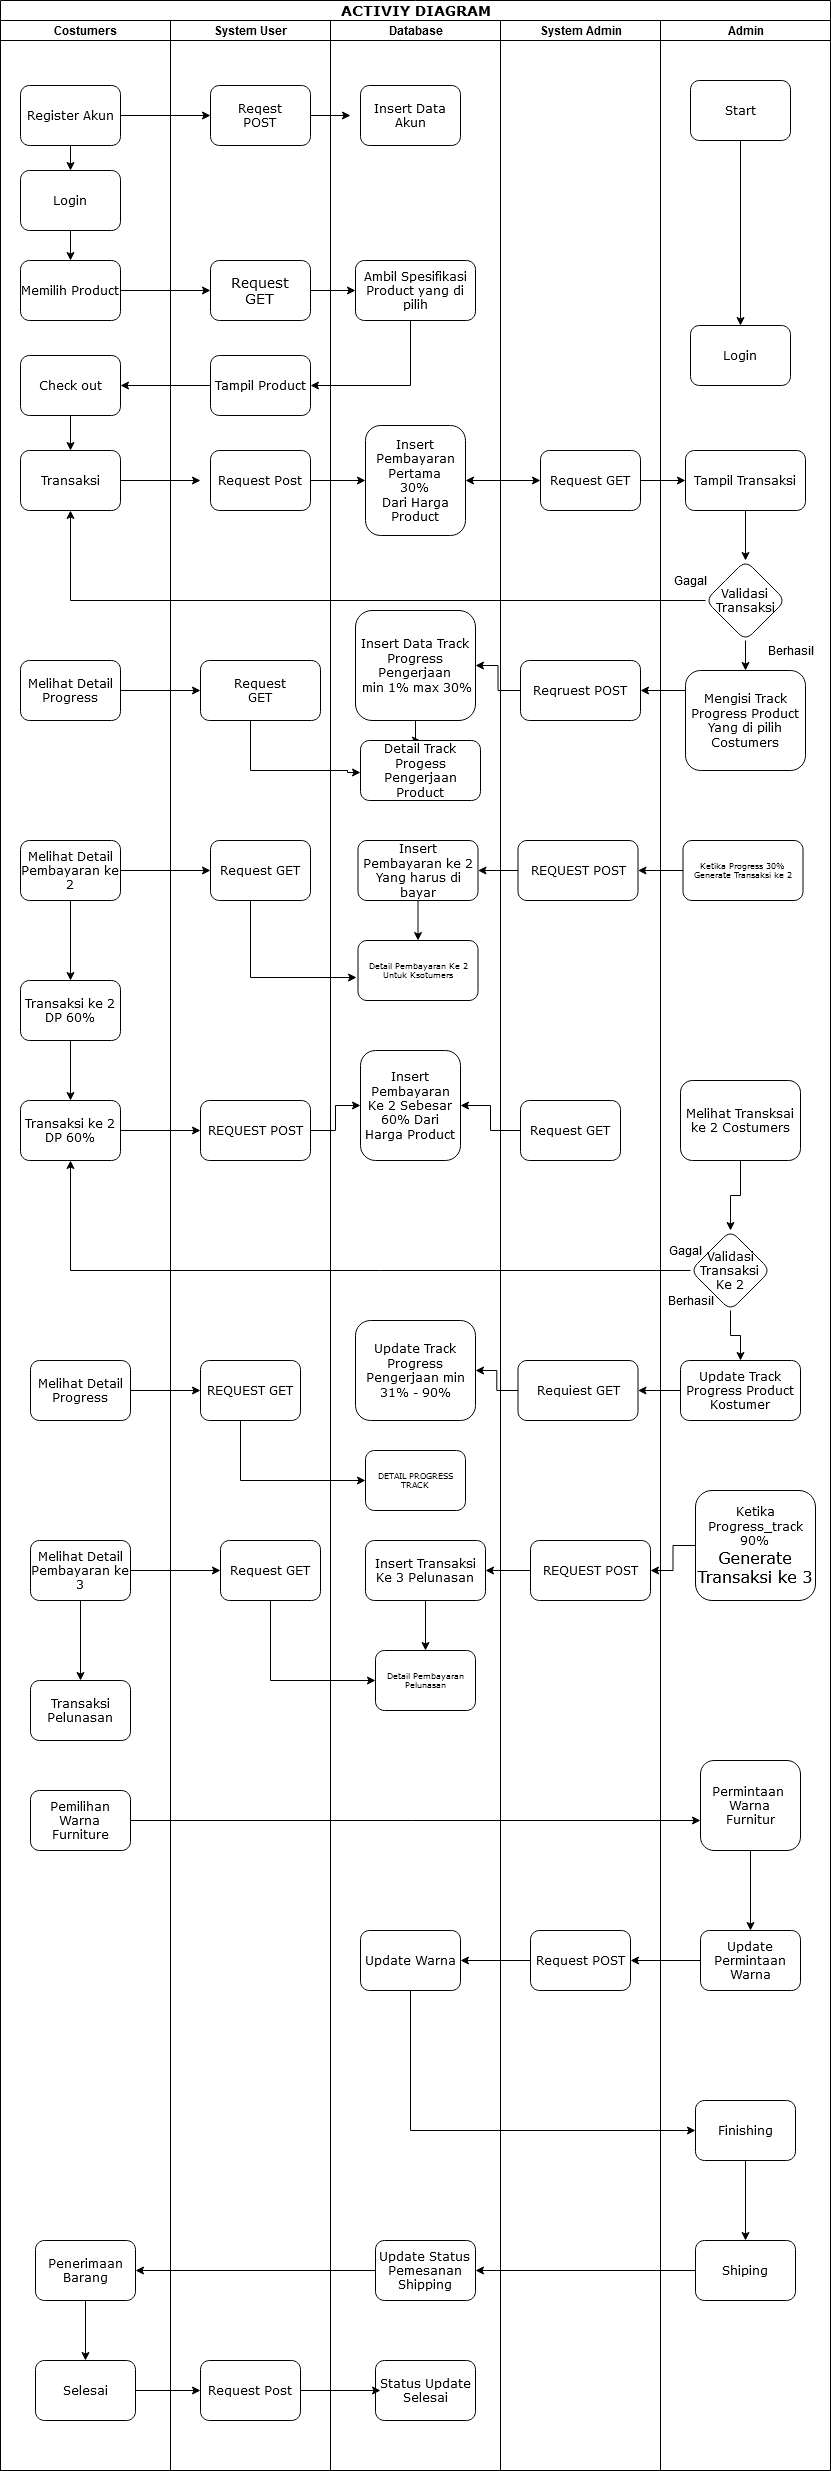 ACTIVIY DIAGRAM
Costumers
System User
Database
System Admin
Admin
Register Akun
Reqest
POST
Insert Data
Akun
Start
Login
Memilih Product
Request
GET
Ambil Spesifikasi
Product yang di
pilih
Login
Check out
Tampil Product
Transaksi
Request Post
Insert
Pembayaran
Pertama
30%
Dari Harga
Product
Request GET
Tampil Transaksi
Gagal
Validasi
Transaksi
Berhasil
Melihat Detail
Progress
Request
GET
Insert Data Track
Progress
Pengerjaan
min 1% max 30%
Reqruest POST
Mengisi Track
Progress Product
Yang di pilih
Costumers
Detail Track
Progess
Pengerjaan
Product
Melihat Detail
Pembayaran ke
2
Request GET
Insert
Pembayaran ke 2
Yang harus di
bayar
REQUEST POST
Ketika Progress 30%
Generate Transaksi ke 2
Detail Pembayaran Ke 2
Untuk Ksotumers
Transaksi ke 2
DP 60%
Transaksi ke 2
DP 60%
REQUEST POST
Insert
Pembayaran
Ke 2 Sebesar
60% Dari
Harga Product
Request GET
Melihat Transksai
ke 2 Costumers
Gagal
Validasi
Transaksi
Ke 2
Berhasil
Melihat Detail
Progress
REQUEST GET
Update Track
Progress
Pengerjaan min
31% - 90%
Requiest GET
Update Track
Progress Product
Kostumer
DETAIL PROGRESS
TRACK
Melihat Detail
Pembayaran ke
3
Request GET
Insert Transaksi
Ke 3 Pelunasan
REQUEST POST
Ketika
Progress_track
90%
Generate
Transaksi ke 3
Detail Pembayaran
Pelunasan
Transaksi
Pelunasan
Pemilihan
Warna
Furniture
Permintaan
Warna
Furnitur
Update Warna
Request POST
Update
Permintaan
Warna
Finishing
Penerimaan
Barang
Update Status
Pemesanan
Shipping
Shiping
Selesai
Request Post
Status Update
Selesai